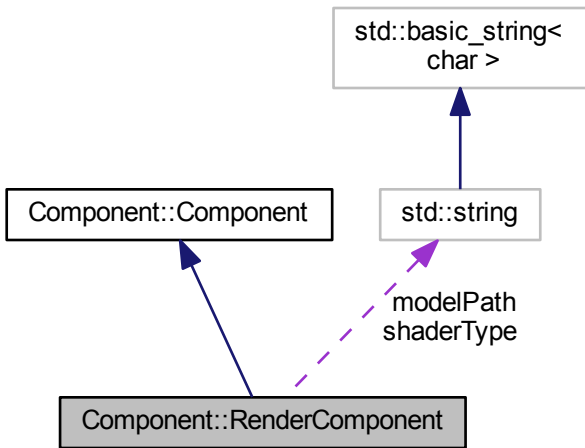 std::basic_string<
char >
Component::Component
std::string
modelPath
shaderType
Component::RenderComponent